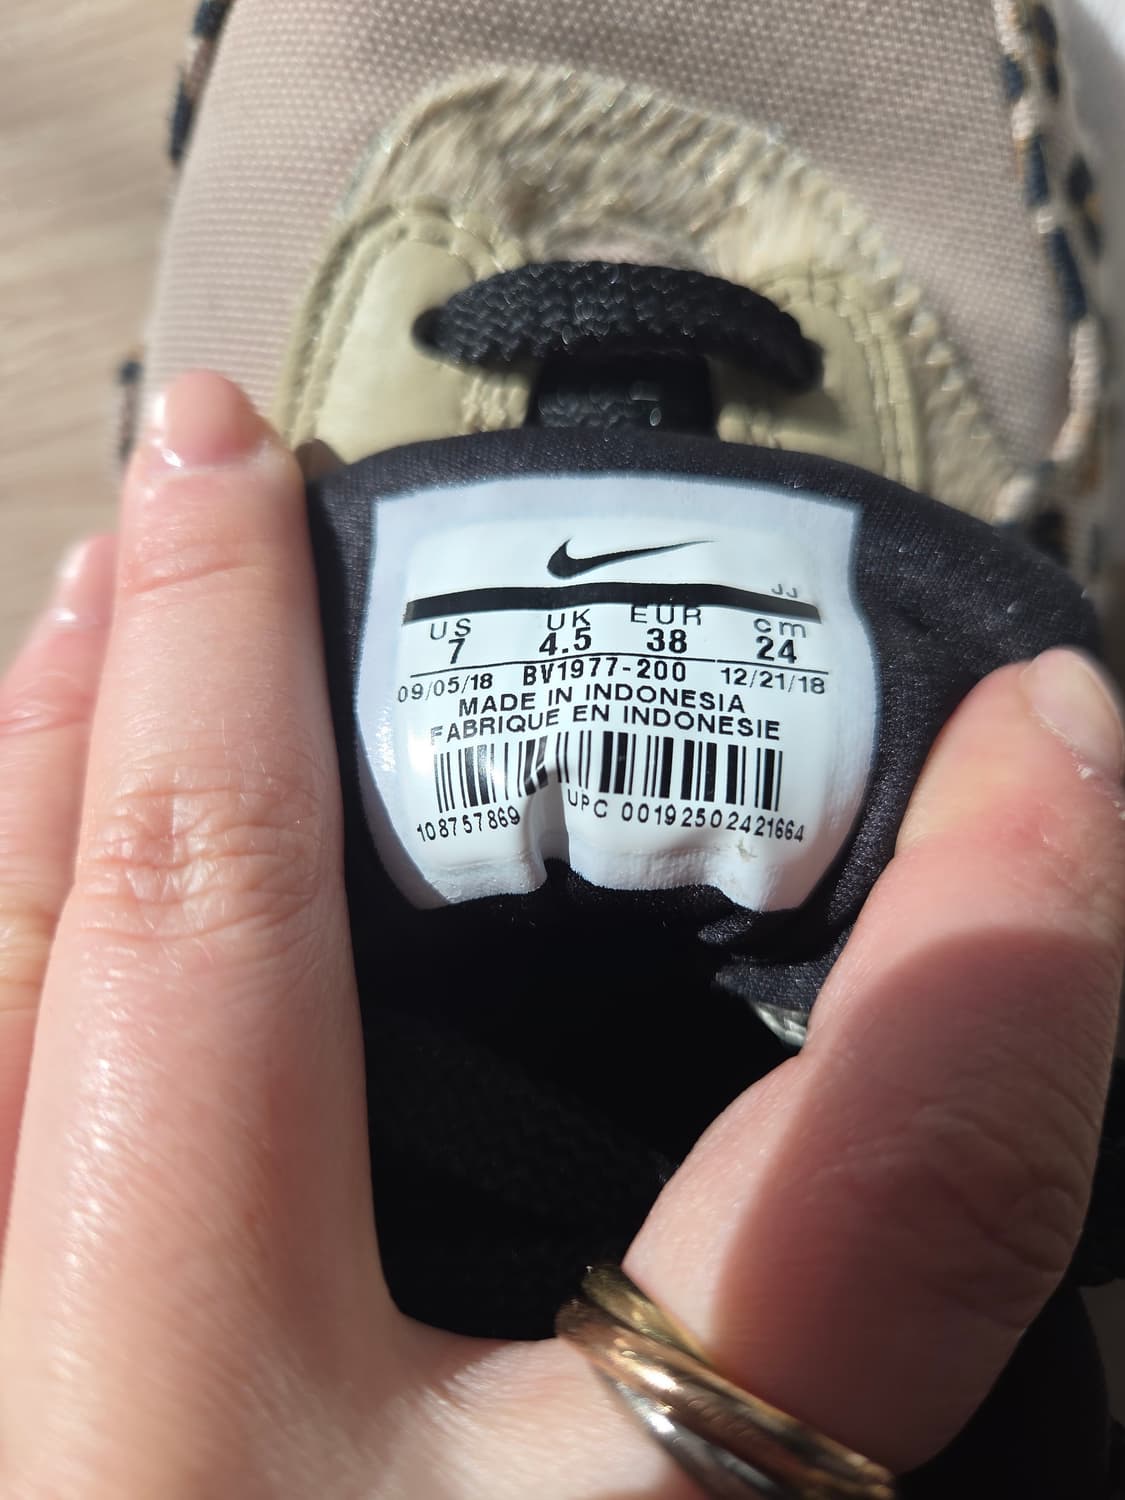 JJ
US UK EUR cm
7 4.5 38 24
09/05/18 BV1977-200 12/21/18
MADE IN INDONESIA
FABRIQUE EN INDONESIE
108757869 UPC 00192502421664